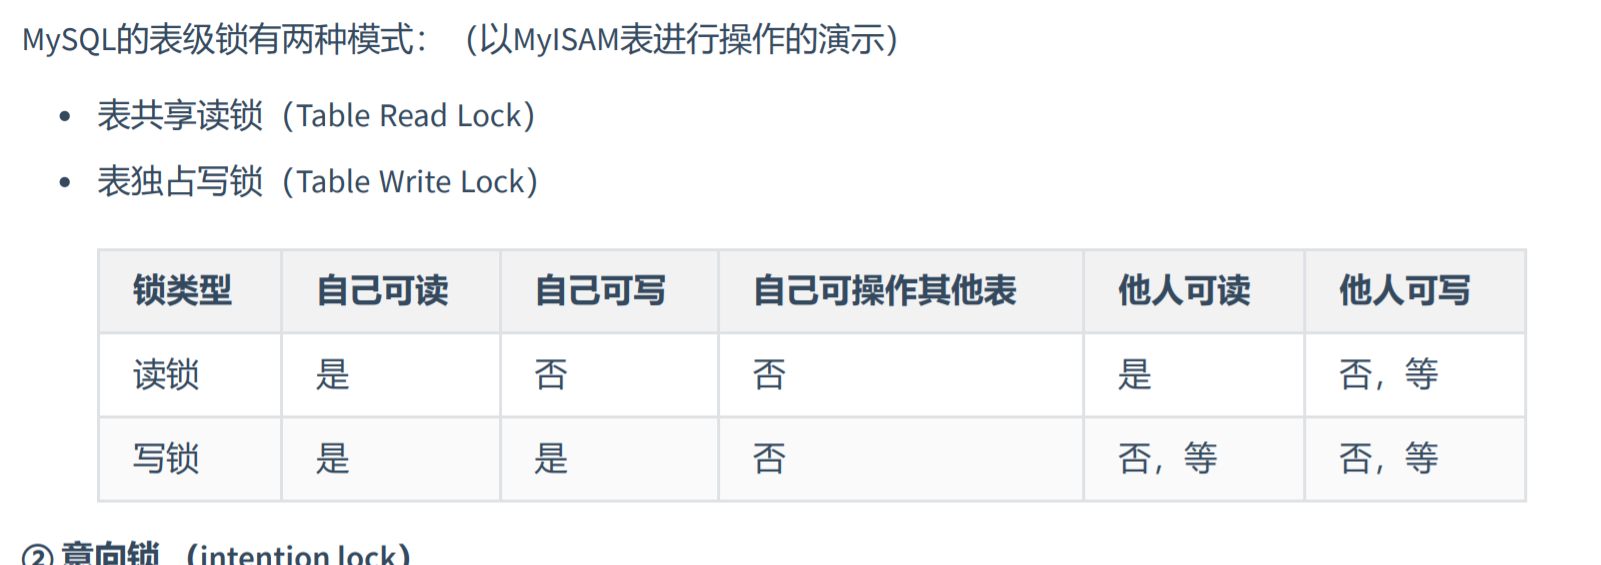 MySQL的表级锁有两种模式：（以MyISAM表进行操作的演示）
• 表共享读锁（Table Read Lock）
• 表独占写锁（Table Write Lock）
锁类型 自己可读 自己可写 自己可操作其他表 他人可读 他人可写
读锁 是 否 否 是 否，等
写锁 是 是 否 否，等 否，等
② 意向锁 （intention lock）